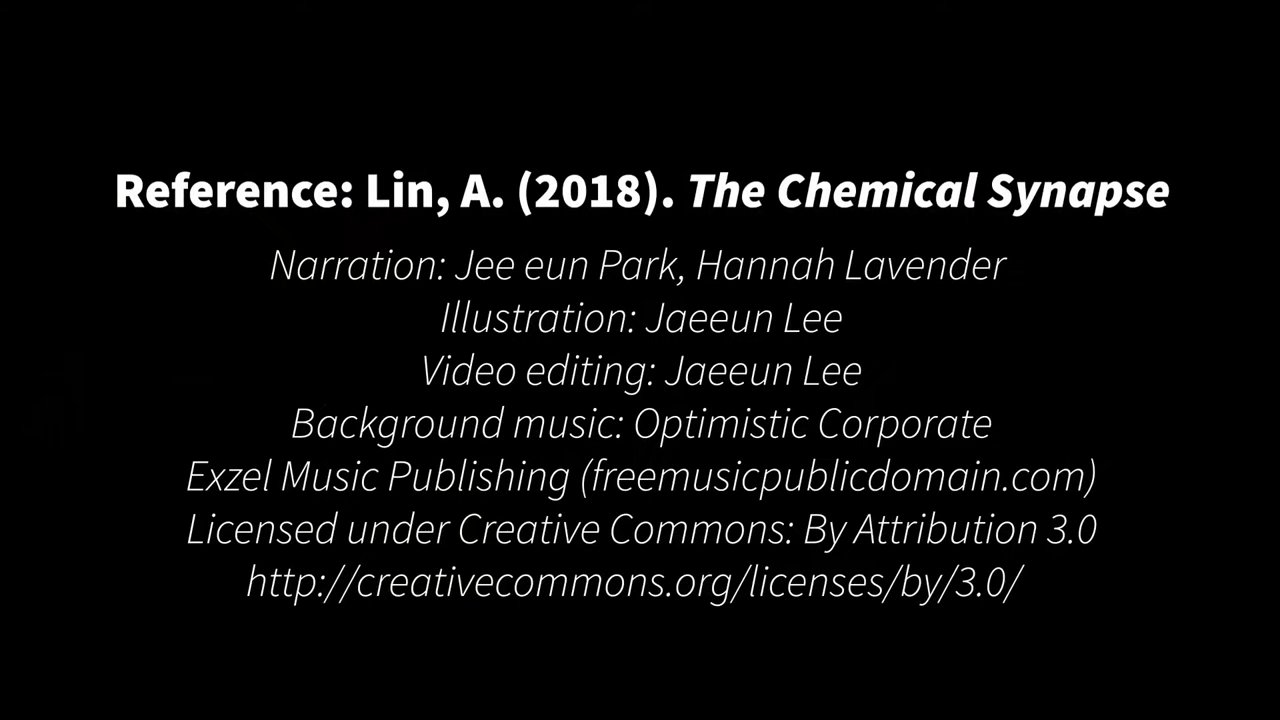 Reference: Lin, A. (2018). The Chemical Synapse
Narration: Jee eun Park, Hannah Lavender
Illustration: Jaeeun Lee
Video editing: Jaeeun Lee
Background music: Optimistic Corporate
Exzel Music Publishing (freemusicpublicdomain.com)
Licensed under Creative Commons: By Attribution 3.0
http://creativecommons.org/licenses/by/3.0/